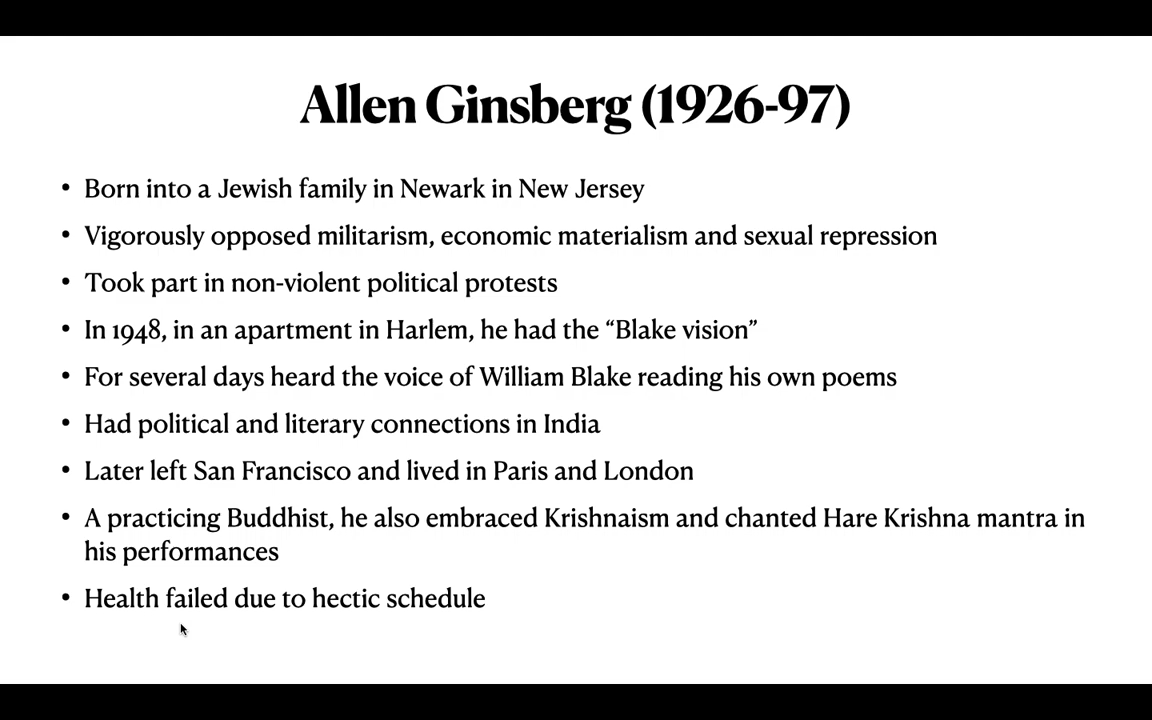 Allen Ginsberg (1926-97)
• Born into a Jewish family in Newark in New Jersey
• Vigorously opposed militarism, economic materialism and sexual repression
• Took part in non-violent political protests
• In 1948, in an apartment in Harlem, he had the “Blake vision”
• For several days heard the voice of William Blake reading his own poems
• Had political and literary connections in India
• Later left San Francisco and lived in Paris and London
• A practicing Buddhist, he also embraced Krishnaism and chanted Hare Krishna mantra in
his performances
• Health failed due to hectic schedule